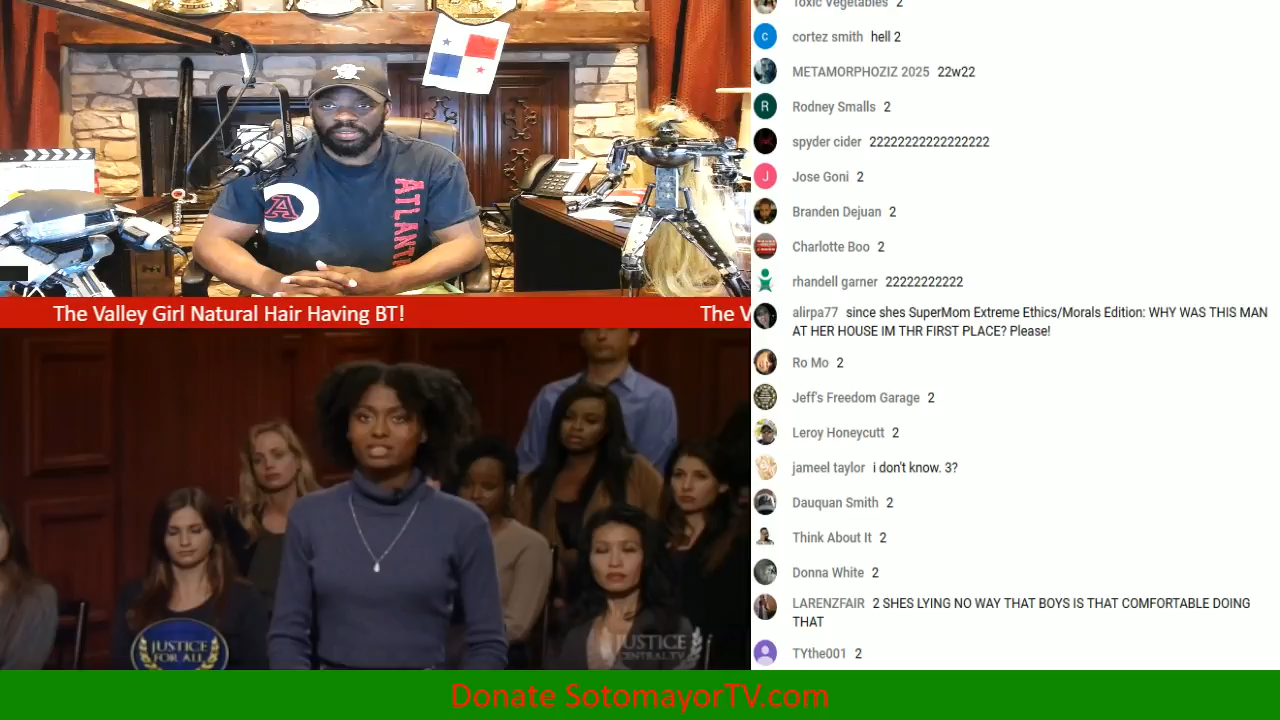 A
ATLANT
The Valley Girl Natural Hair Having BT!
The V
JUSTICE
FOR ALL
JUSTICE
CENTRAL.TV
Toxic Vegetables 2
c cortez smith hell 2
METAMORPHOZIZ 2025 22w22
R Rodney Smalls 2
spyder cider 22222222222222222
J Jose Goni 2
Branden Dejuan 2
Charlotte Boo 2
rhandell garner 22222222222
alirpa77 since shes SuperMom Extreme Ethics/Morals Edition: WHY WAS THIS MAN
AT HER HOUSE IM THR FIRST PLACE? Please!
Ro Mo 2
Jeff's Freedom Garage 2
Leroy Honeycutt 2
jameel taylor i don't know. 3?
Dauquan Smith 2
Think About It 2
Donna White 2
LARENZFAIR 2 SHES LYING NO WAY THAT BOYS IS THAT COMFORTABLE DOING
THAT
TYthe001 2
Donate SotomayorTV.com